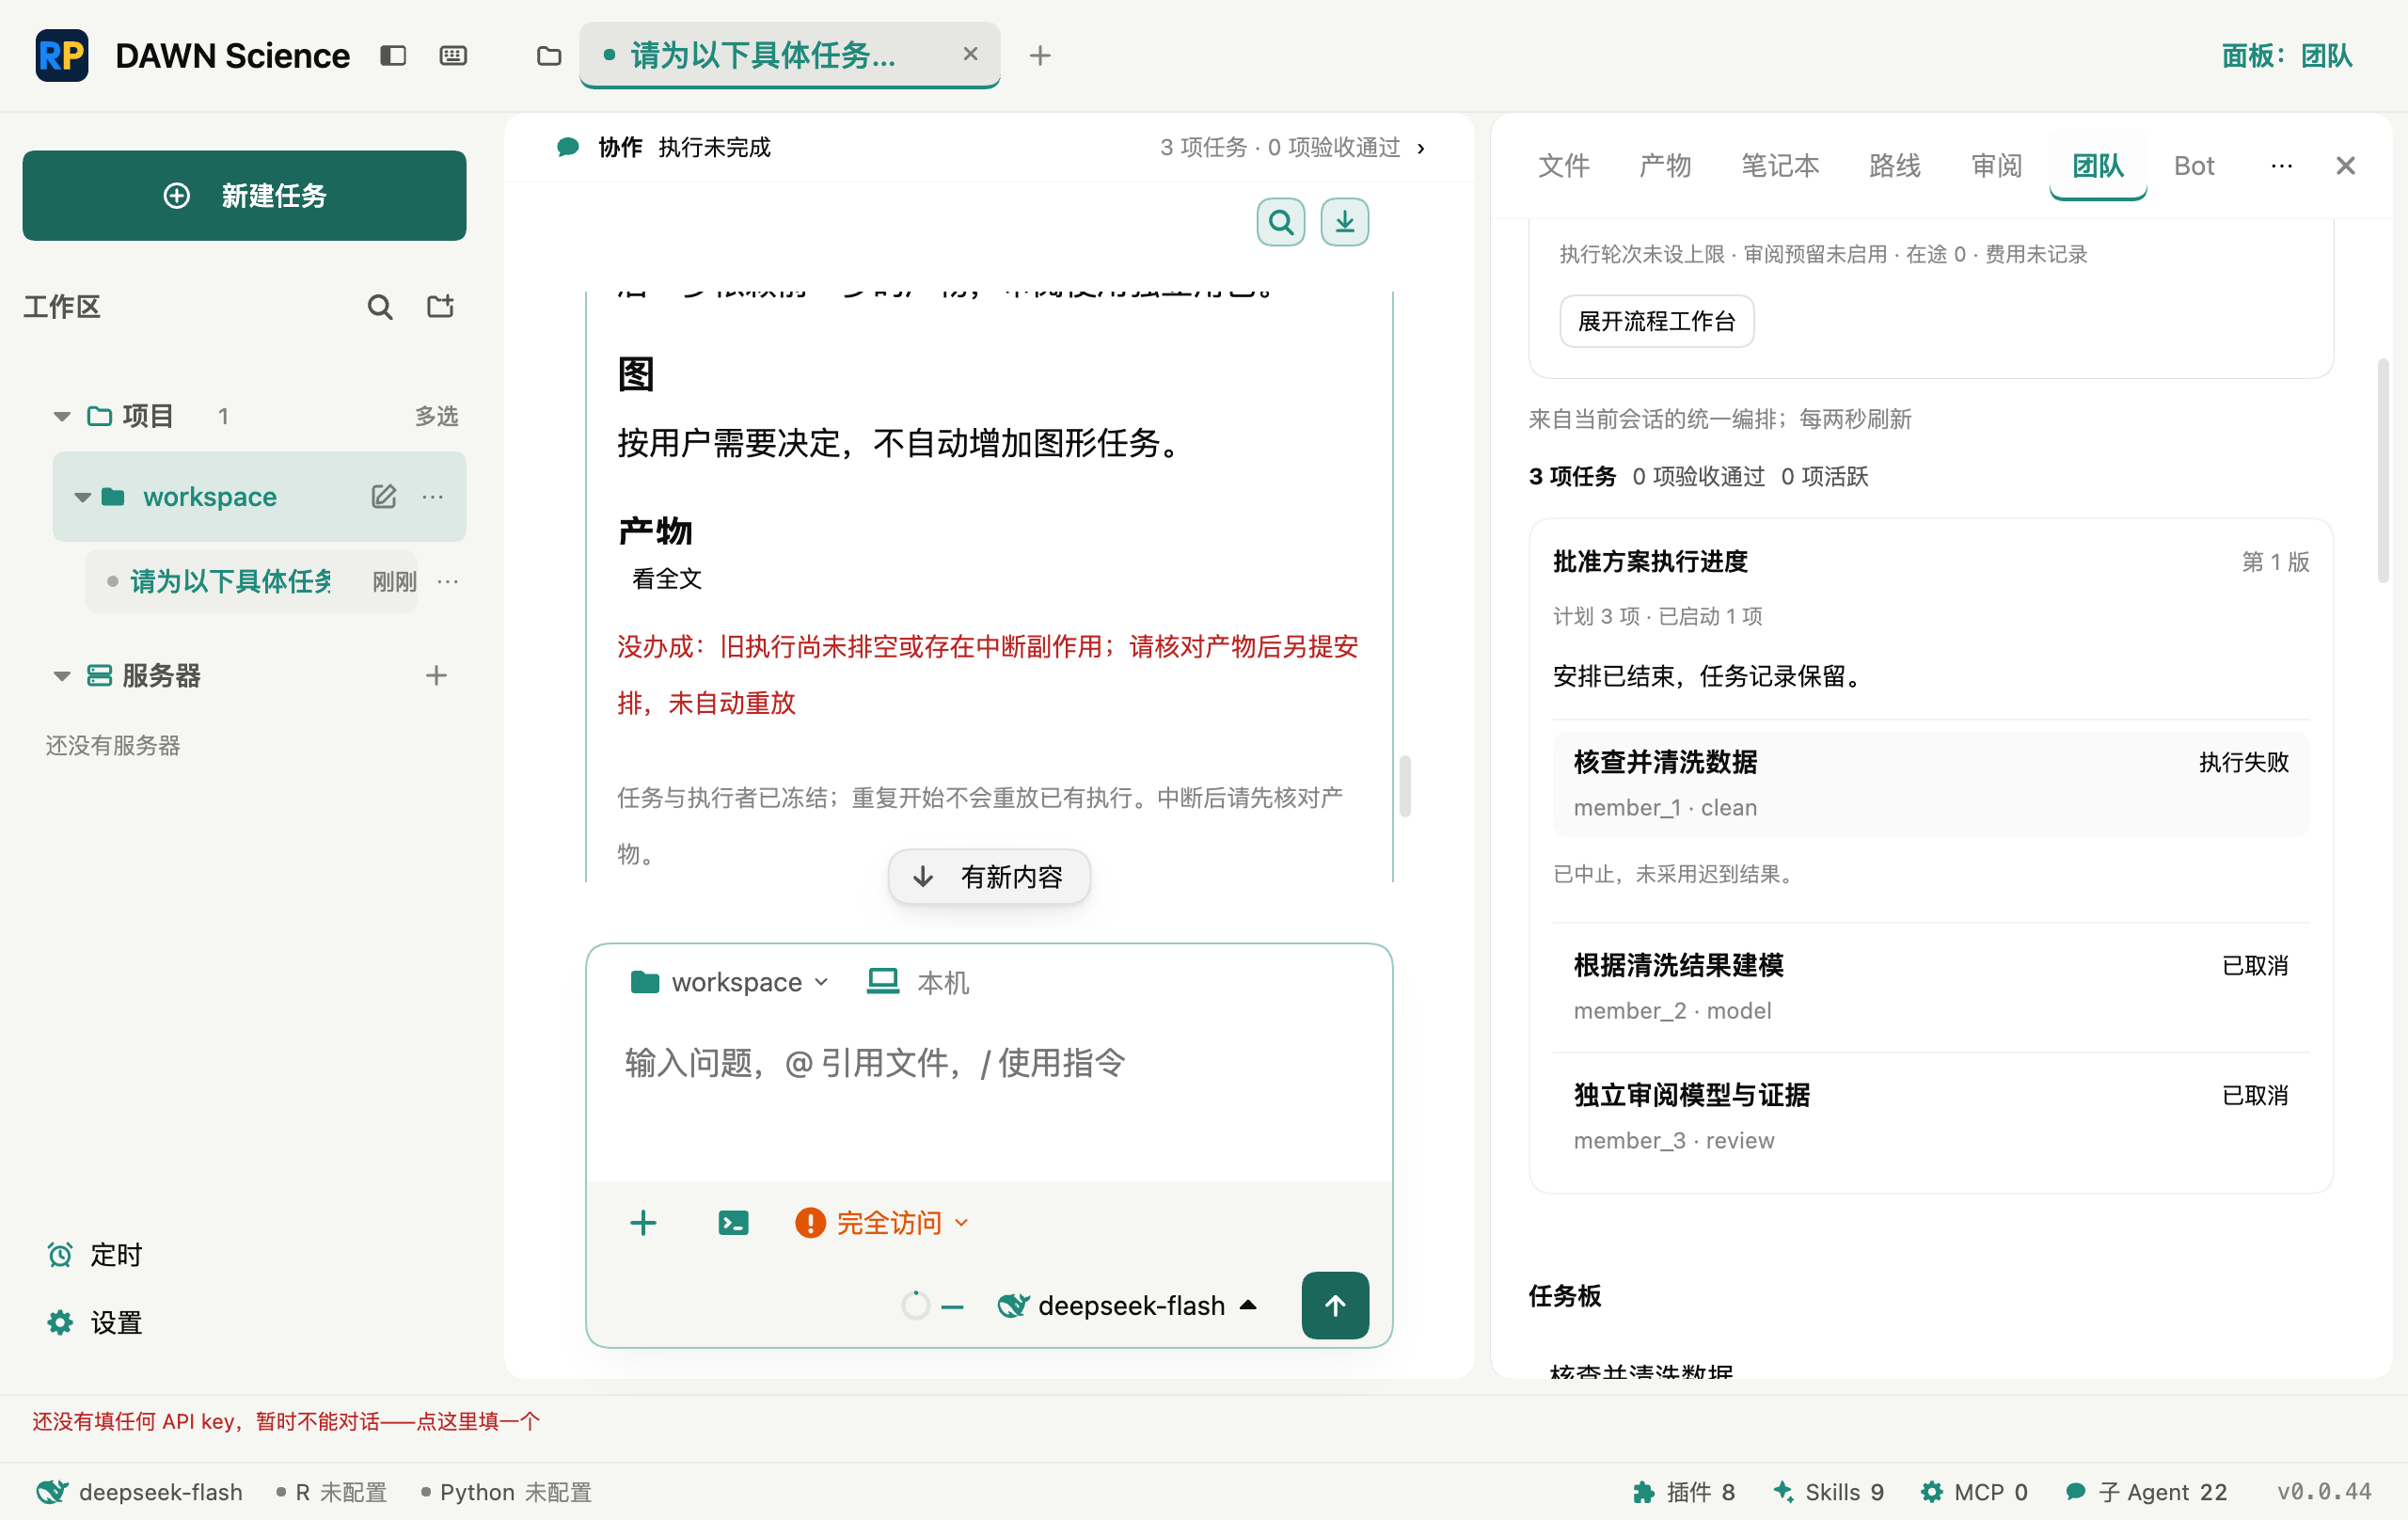 RP DAWN Science
请为以下具体任务...
面板：团队
新建任务
工作区
项目 1 多选
workspace
请为以下具体任务 刚刚
服务器
还没有服务器
定时
设置
协作 执行未完成 3 项任务 · 0 项验收通过 ›
图
按用户需要决定，不自动增加图形任务。
产物
看全文
没办成：旧执行尚未排空或存在中断副作用；请核对产物后另提安
排，未自动重放
任务与执行者已冻结；重复开始不会重放已有执行。中断后请先核对产
物。
有新内容
workspace 本机
输入问题，@ 引用文件，/ 使用指令
完全访问
deepseek-flash
文件 产物 笔记本 路线 审阅 团队 Bot ...
执行轮次未设上限 · 审阅预留未启用 · 在途 0 · 费用未记录
展开流程工作台
来自当前会话的统一编排；每两秒刷新
3 项任务 0 项验收通过 0 项活跃
批准方案执行进度 第 1 版
计划 3 项 · 已启动 1 项
安排已结束，任务记录保留。
核查并清洗数据 执行失败
member_1 · clean
已中止，未采用迟到结果。
根据清洗结果建模 已取消
member_2 · model
独立审阅模型与证据 已取消
member_3 · review
任务板
核查并清洗数据
还没有填任何 API key，暂时不能对话——点这里填一个
deepseek-flash R 未配置 Python 未配置
插件 8 Skills 9 MCP 0 子 Agent 22 v0.0.44